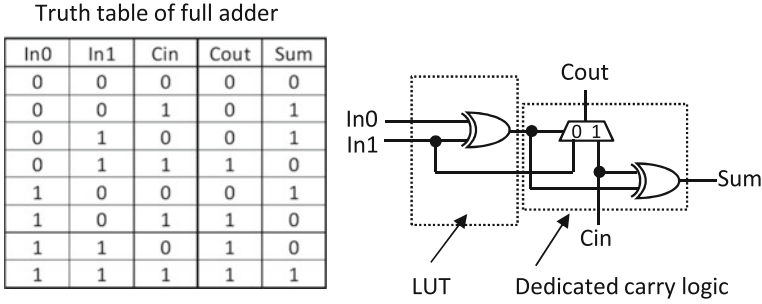 Truth table of full adder
In0 In1 Cin Cout Sum
0 0 0 0 0
0 0 1 0 1
0 1 0 0 1
0 1 1 1 0
1 0 0 0 1
1 0 1 1 0
1 1 0 1 0
1 1 1 1 1
Cout
In0
In1
0 1
Sum
Cin
LUT
Dedicated carry logic